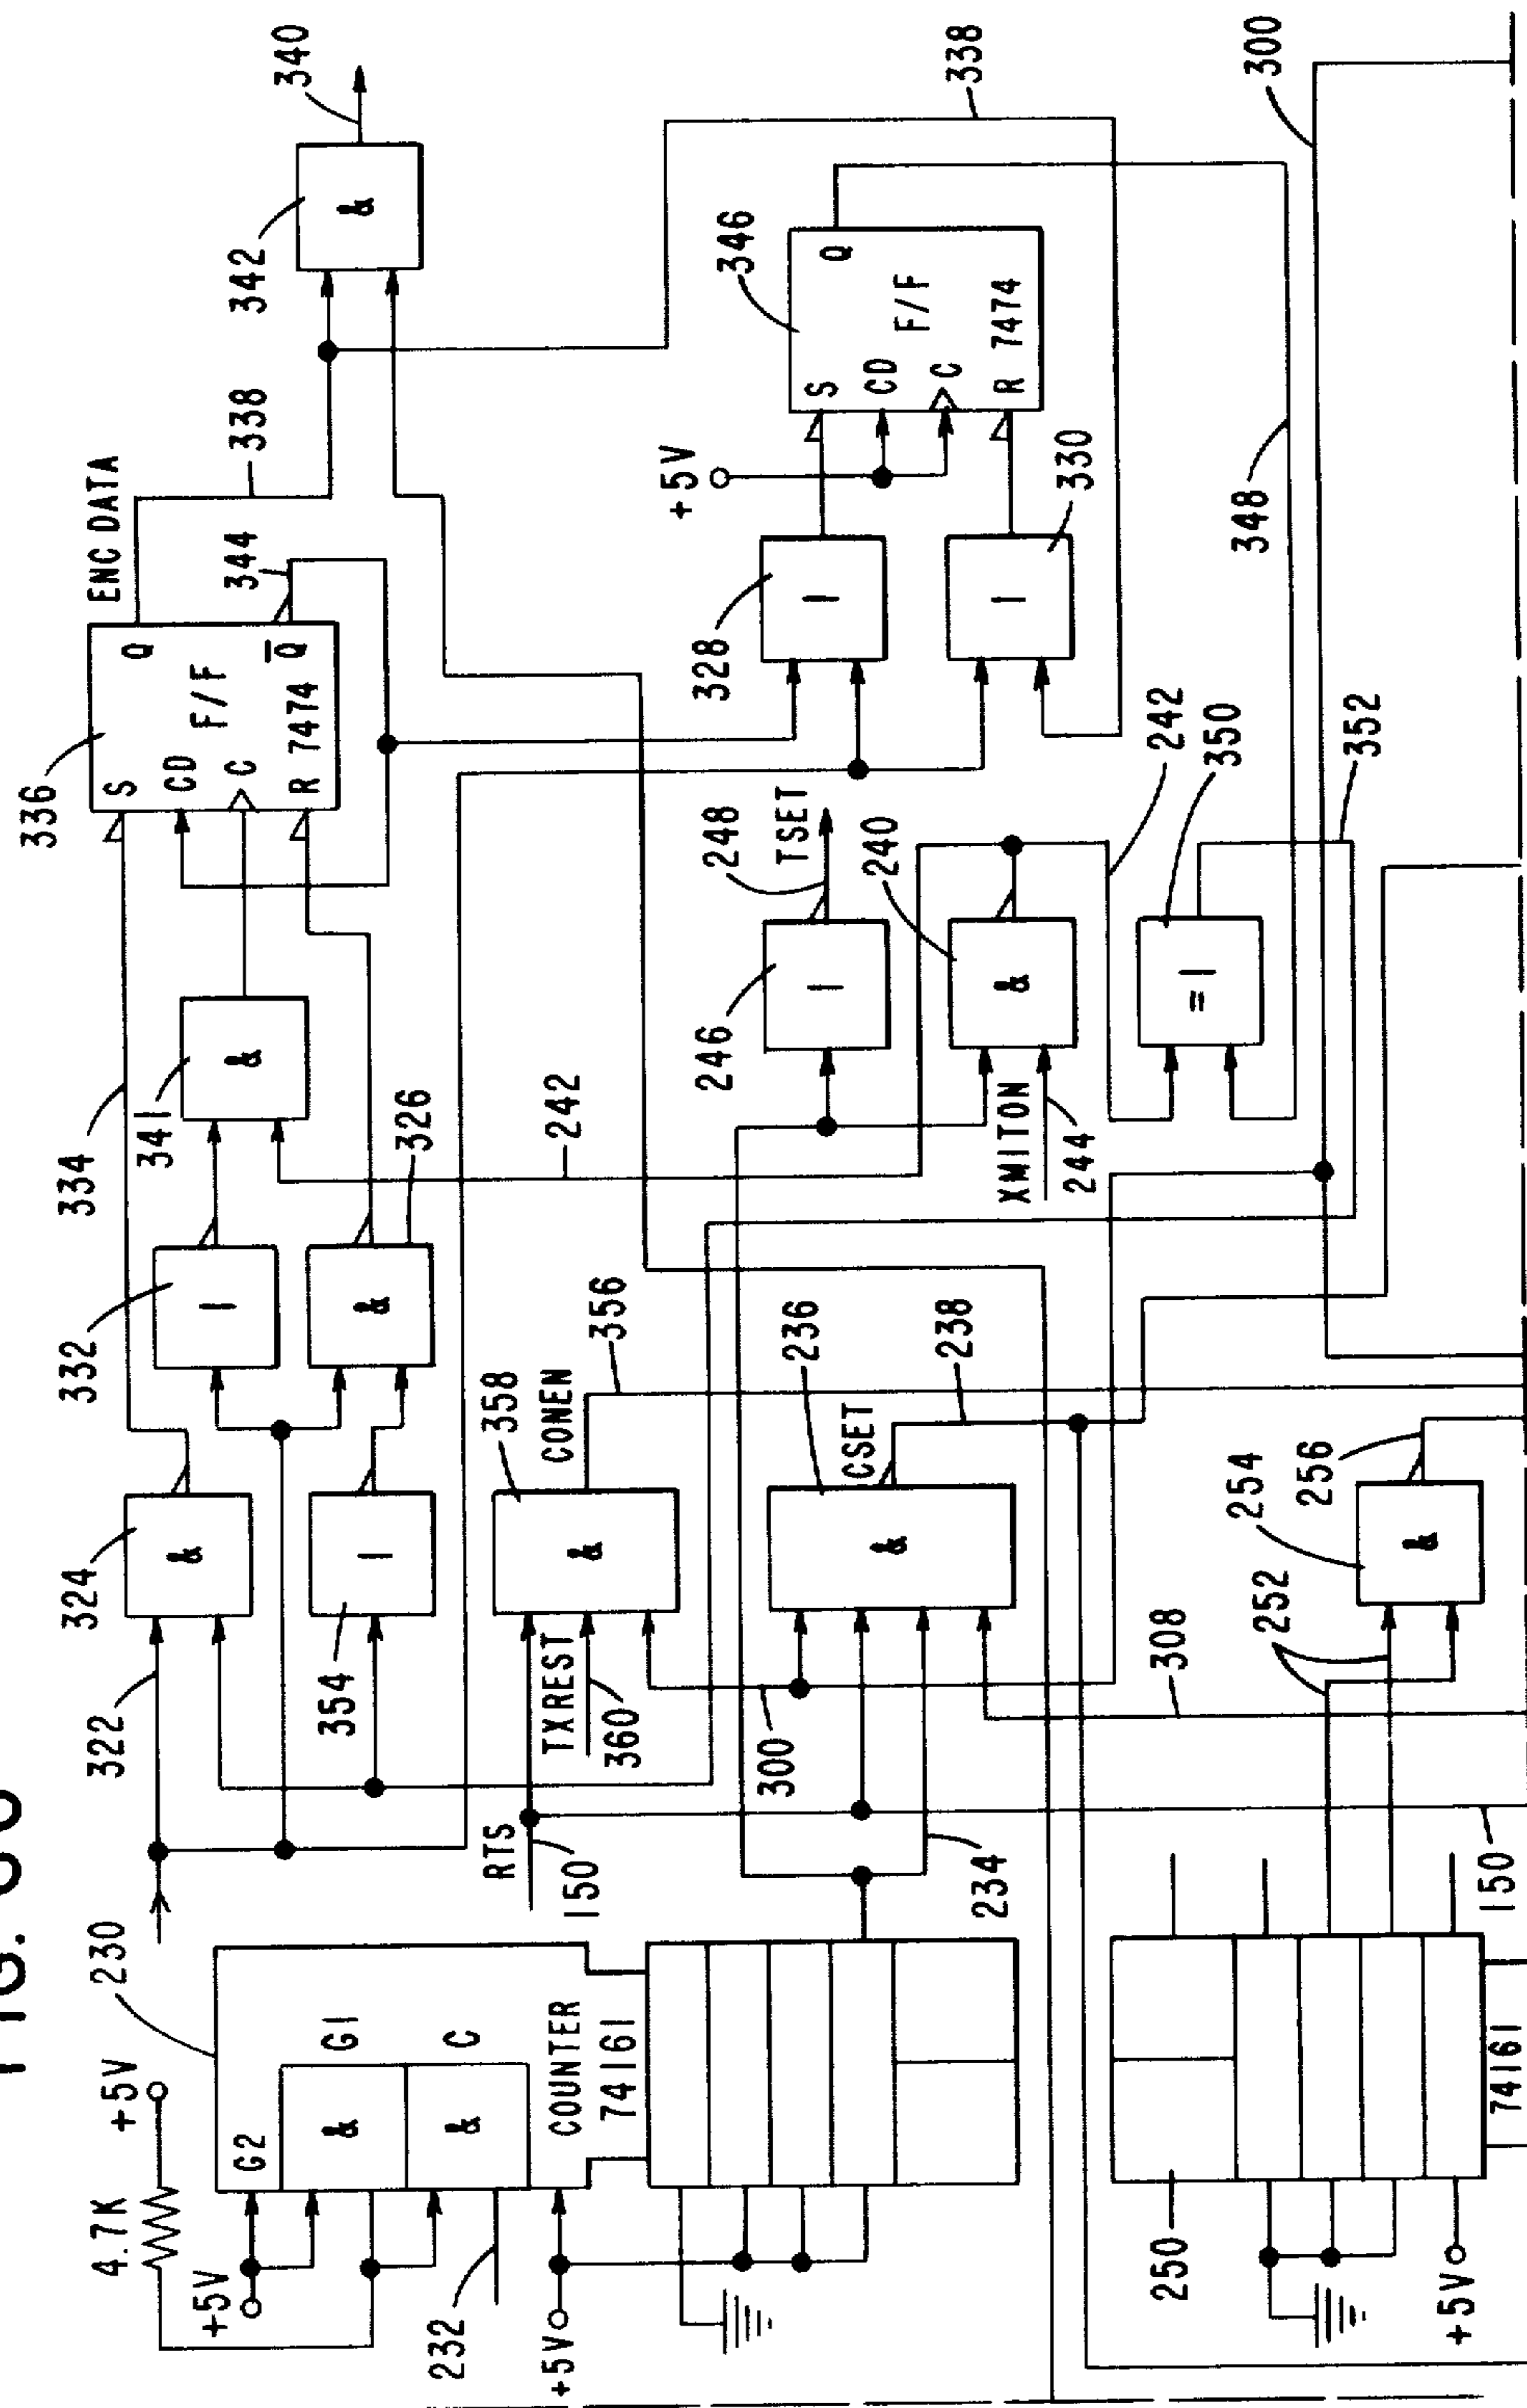 230
+5V
4.7K
+5V
G2
&
G1
&
C
232
+5V
COUNTER
74161
322
324
&
354
I
332
I
334
341
&
326
&
336
S
CD
C
R
Q
F/F
Q
7474
ENC DATA
344
338
342
&
340
RTS
150
TXREST
360
358
&
CONEN
356
300
236
&
CSET
238
234
242
246
I
248
TSET
240
&
XMITON
244
242
350
=1
352
328
I
330
I
+5V
346
S
CD
C
R
Q
F/F
7474
338
348
300
308
252
254
&
256
250
+5V
74161
150